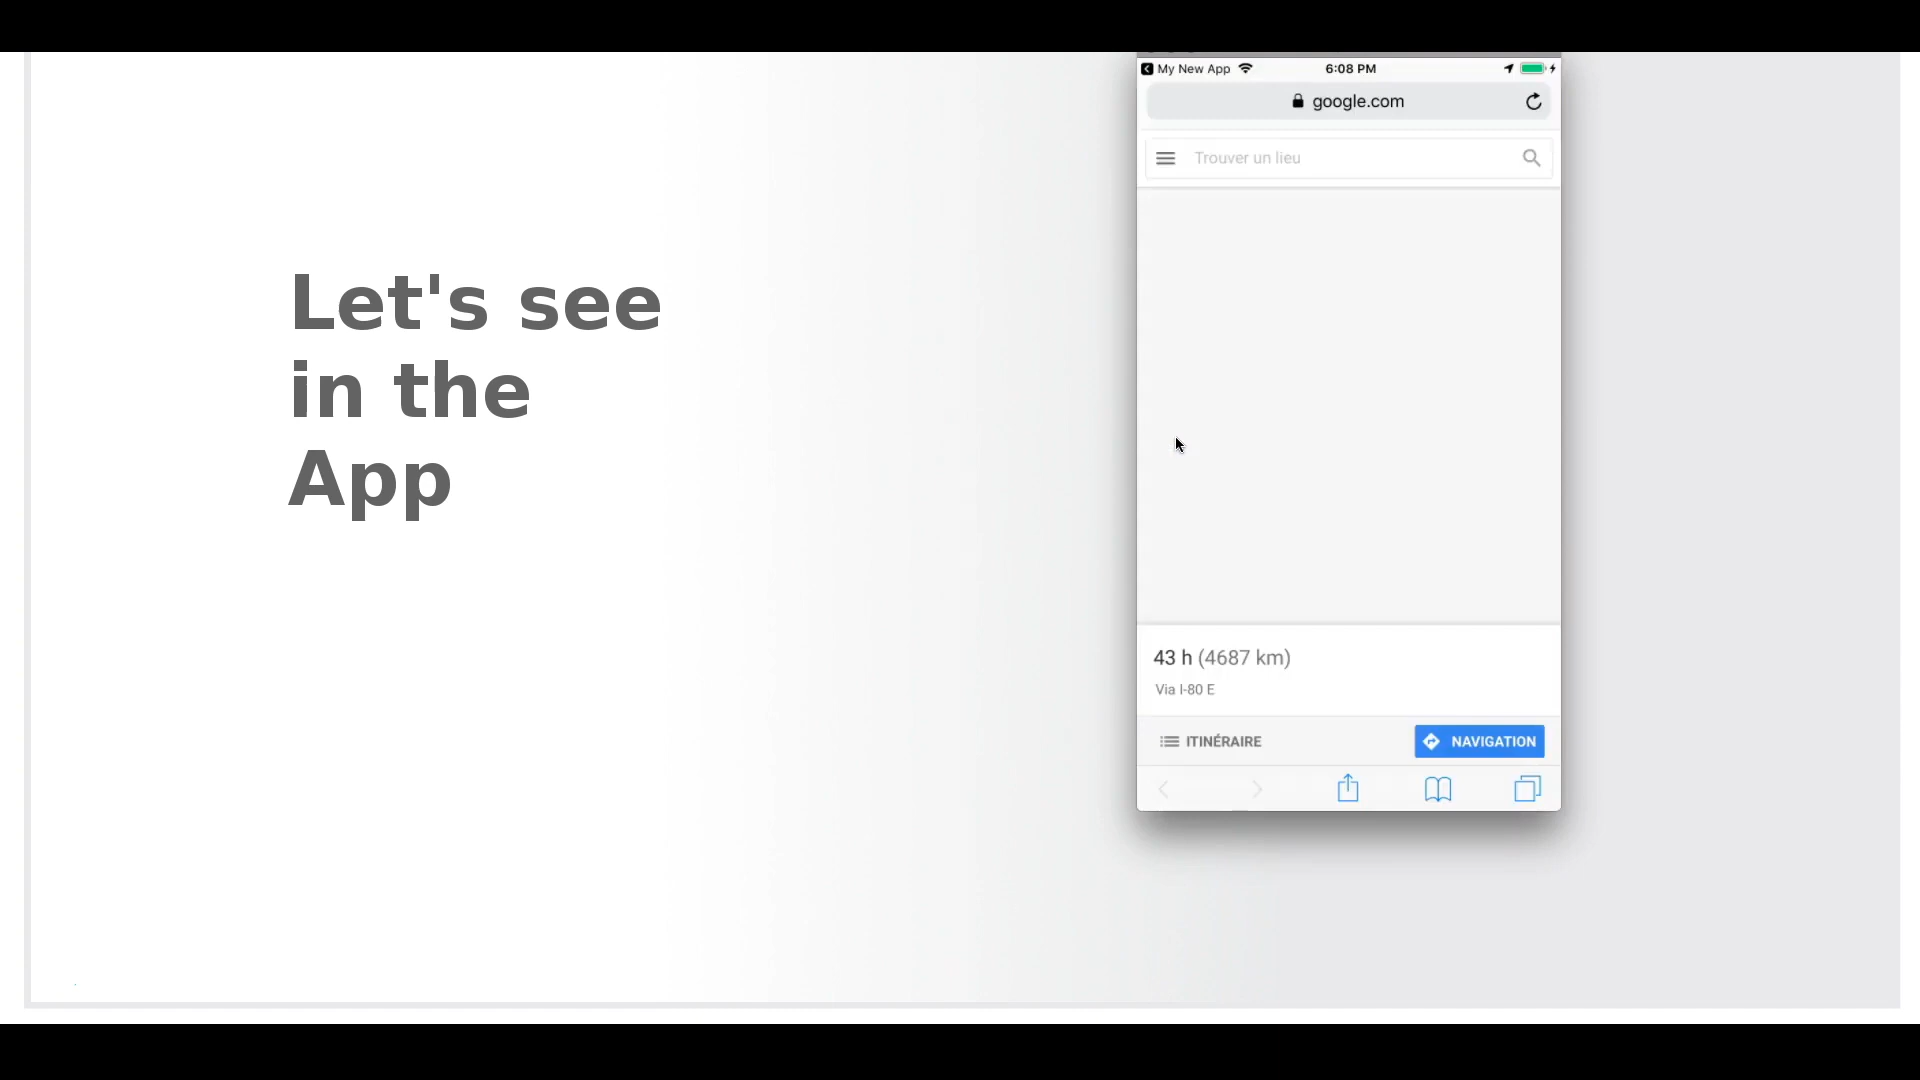 Let's see
in the
App
My New App
6:08 PM
google.com
Trouver un lieu
43 h (4687 km)
Via I-80 E
ITINÉRAIRE
NAVIGATION